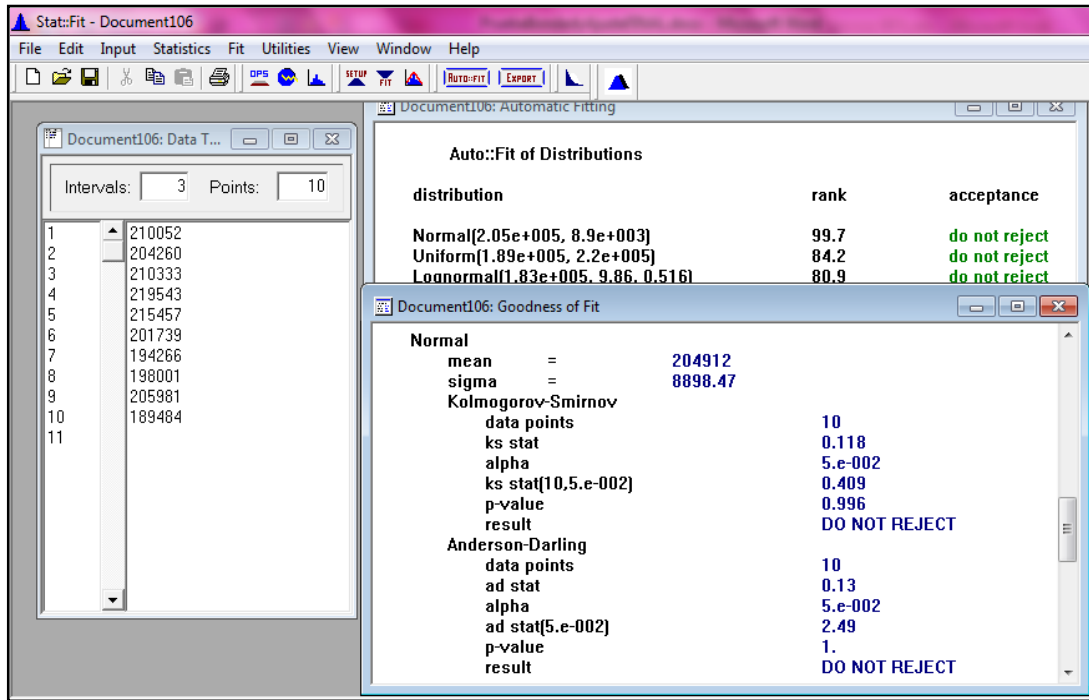 Stat::Fit - Document106
File Edit Input Statistics Fit Utilities View Window Help
OPS SETUP FIT AUTO::FIT EXPORT
Document106: Data T...
Intervals: 3 Points: 10
1 210052
2 204260
3 210333
4 219543
5 215457
6 201739
7 194266
8 198001
9 205981
10 189484
11
Document106: Automatic Fitting
Auto::Fit of Distributions
distribution rank acceptance
Normal(2.05e+005, 8.9e+003) 99.7 do not reject
Uniform(1.89e+005, 2.2e+005) 84.2 do not reject
Lognormal(1.83e+005, 9.86, 0.516) 80.9 do not reject
Document106: Goodness of Fit
Normal
mean = 204912
sigma = 8898.47
Kolmogorov-Smirnov
data points 10
ks stat 0.118
alpha 5.e-002
ks stat(10,5.e-002) 0.409
p-value 0.996
result DO NOT REJECT
Anderson-Darling
data points 10
ad stat 0.13
alpha 5.e-002
ad stat(5.e-002) 2.49
p-value 1.
result DO NOT REJECT